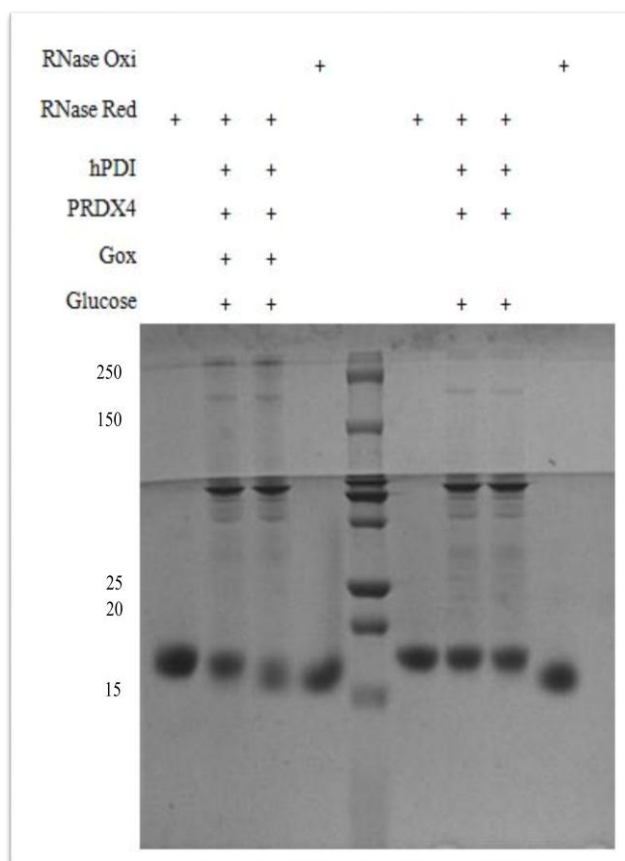 RNase Oxi + +
RNase Red + + + + + +
hPDI + + + +
PRDX4 + + + +
Gox + +
Glucose + + + +
250
150
25
20
15